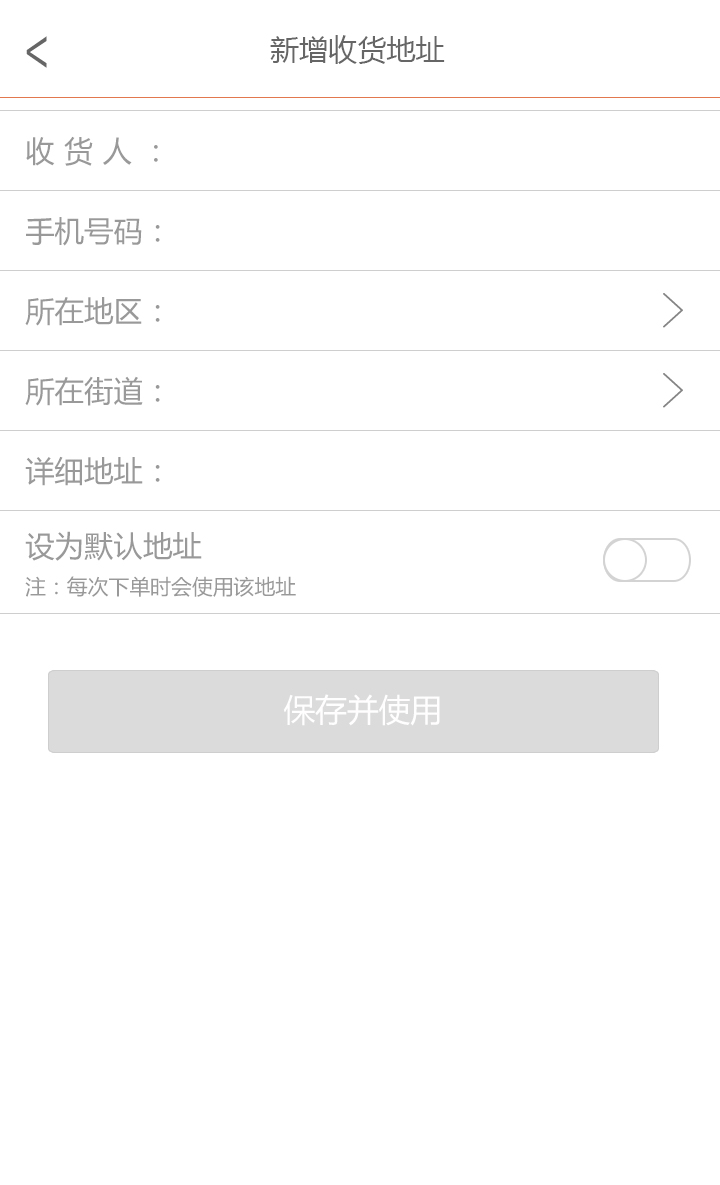 新增收货地址
收 货 人 ：
手机号码：
所在地区：
所在街道：
详细地址：
设为默认地址
注：每次下单时会使用该地址
保存并使用